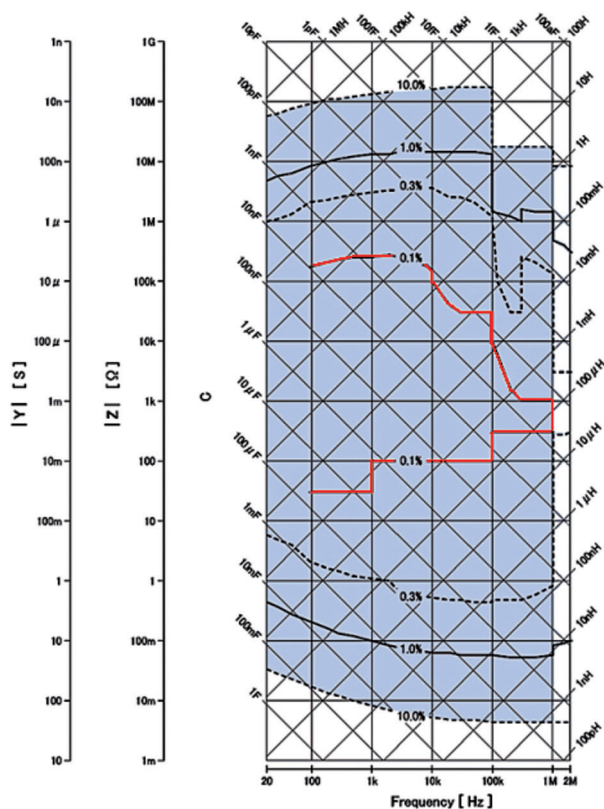 10pF 1pF 1MH 100fF 100kH 10fF 10kH 1fF 1kH 100aF 100H
1n 1G
100pF 10.0% 10H
10n 100M
1nF 1.0% 1H
100n 10M
0.3%
10nF 100mH
1μ 1M
0.1%
100nF 10mH
10μ 100k
1μF 1mH
100μ 10k
|Y| [S] |Z| [Ω] C
10μF 100μH
1m 1k
100μF 10μH
10m 100 0.1%
1mF 1μH
100m 10
10mF 100nH
1 1
0.3%
100mF 10nH
10 100m 1.0%
1F 1nH
100 10m
10.0%
100pH
10 1m
20 100 1k 10k 100k 1M 2M
Frequency [Hz]